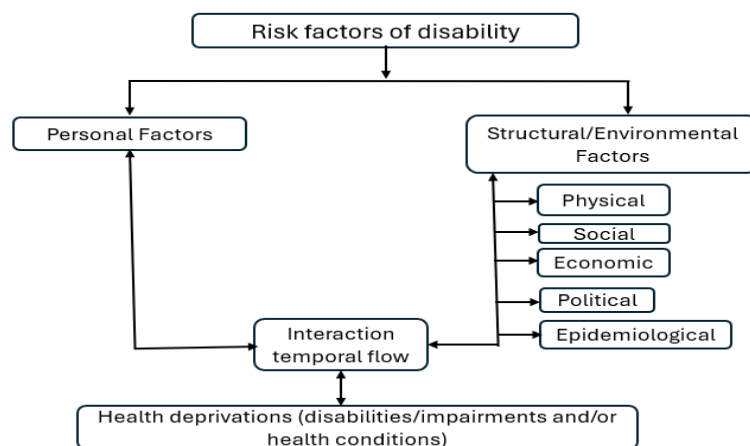 Risk factors of disability
Personal Factors
Structural/Environmental
Factors
Physical
Social
Economic
Political
Epidemiological
Interaction
temporal flow
Health deprivations (disabilities/impairments and/or
health conditions)